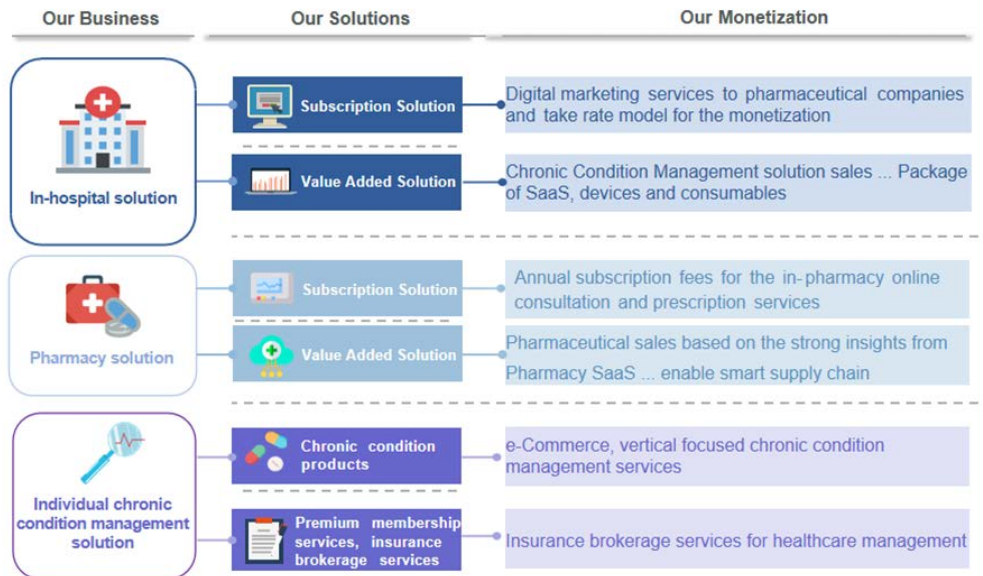 Our Business
Our Solutions
Our Monetization
In-hospital solution
Subscription Solution
Digital marketing services to pharmaceutical companies
and take rate model for the monetization
Value Added Solution
Chronic Condition Management solution sales ... Package
of SaaS, devices and consumables
Pharmacy solution
Subscription Solution
Annual subscription fees for the in-pharmacy online
consultation and prescription services
Value Added Solution
Pharmaceutical sales based on the strong insights from
Pharmacy SaaS ... enable smart supply chain
Individual chronic
condition management
solution
Chronic condition
products
e-Commerce, vertical focused chronic condition
management services
Premium membership
services, insurance
brokerage services
Insurance brokerage services for healthcare management